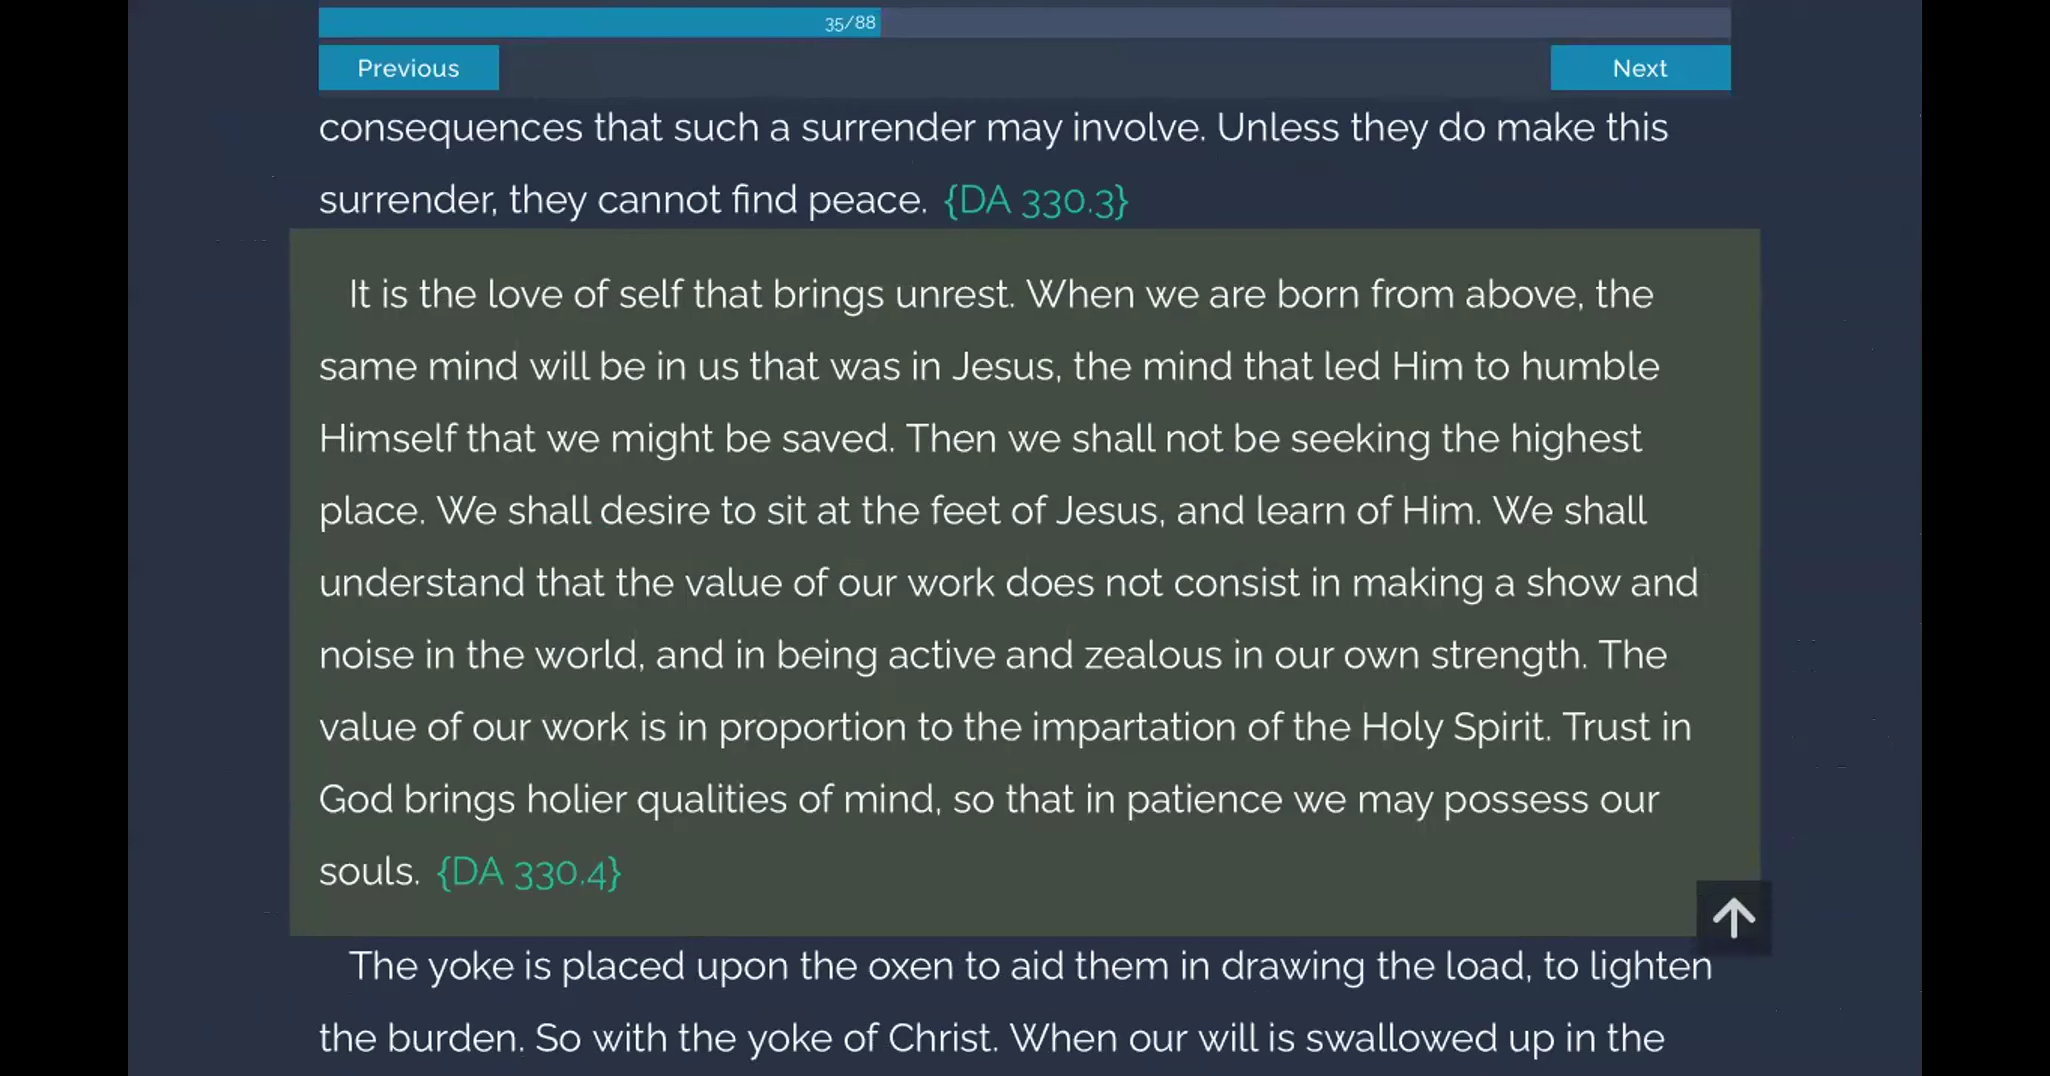 35/88
Previous
Next
consequences that such a surrender may involve. Unless they do make this
surrender, they cannot find peace. {DA 330.3}
It is the love of self that brings unrest. When we are born from above, the
same mind will be in us that was in Jesus, the mind that led Him to humble
Himself that we might be saved. Then we shall not be seeking the highest
place. We shall desire to sit at the feet of Jesus, and learn of Him. We shall
understand that the value of our work does not consist in making a show and
noise in the world, and in being active and zealous in our own strength. The
value of our work is in proportion to the impartation of the Holy Spirit. Trust in
God brings holier qualities of mind, so that in patience we may possess our
souls. {DA 330.4}
The yoke is placed upon the oxen to aid them in drawing the load, to lighten
the burden. So with the yoke of Christ. When our will is swallowed up in the